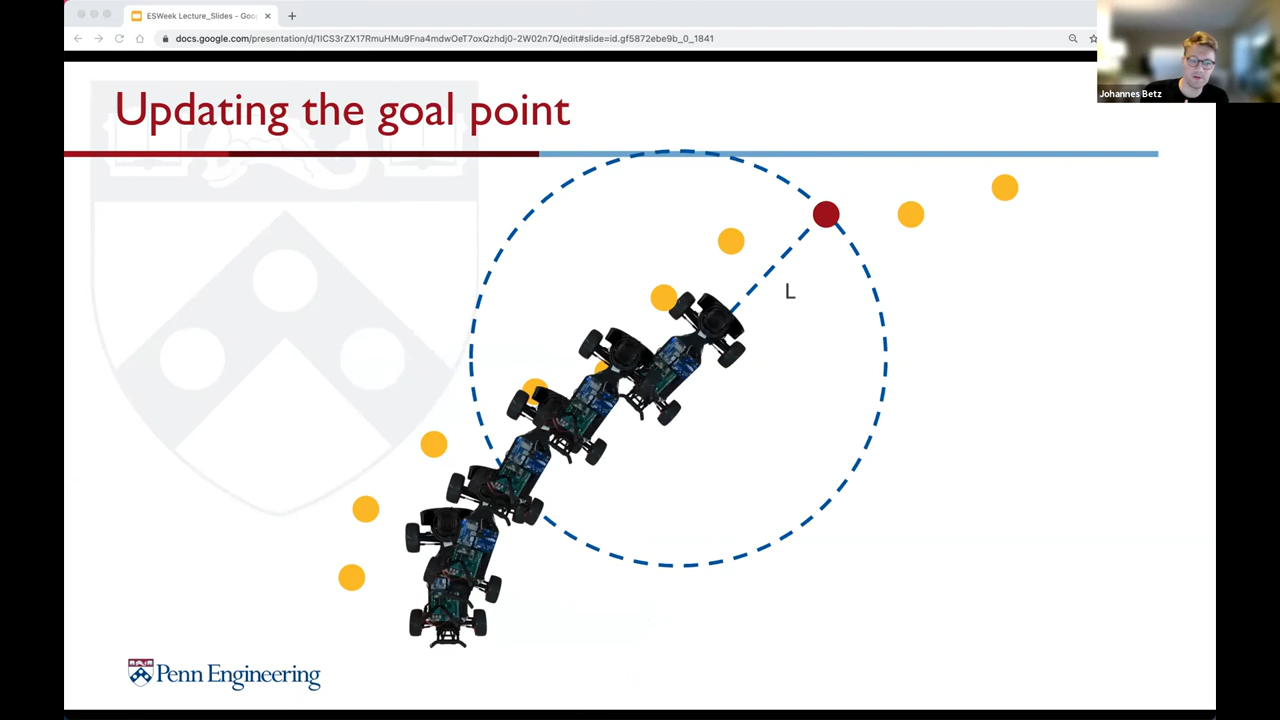 ESWeek Lecture_Slides - Goo
docs.google.com/presentation/d/1ICS3rZX17RmuHMu9Fna4mdwOeT7oxQzhdj0-2W02n7Q/edit#slide=id.gf5872ebe9b_0_1841
Johannes Betz
Updating the goal point
L
Penn Engineering